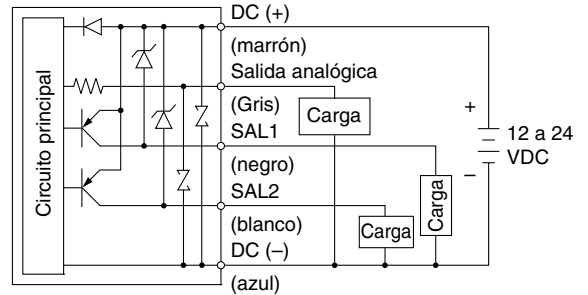 DC (+)
(marrón)
Salida analógica
(Gris)
SAL1
(negro)
SAL2
(blanco)
DC (–)
(azul)
Circuito principal
Carga
Carga
Carga
+
12 a 24
VDC
–